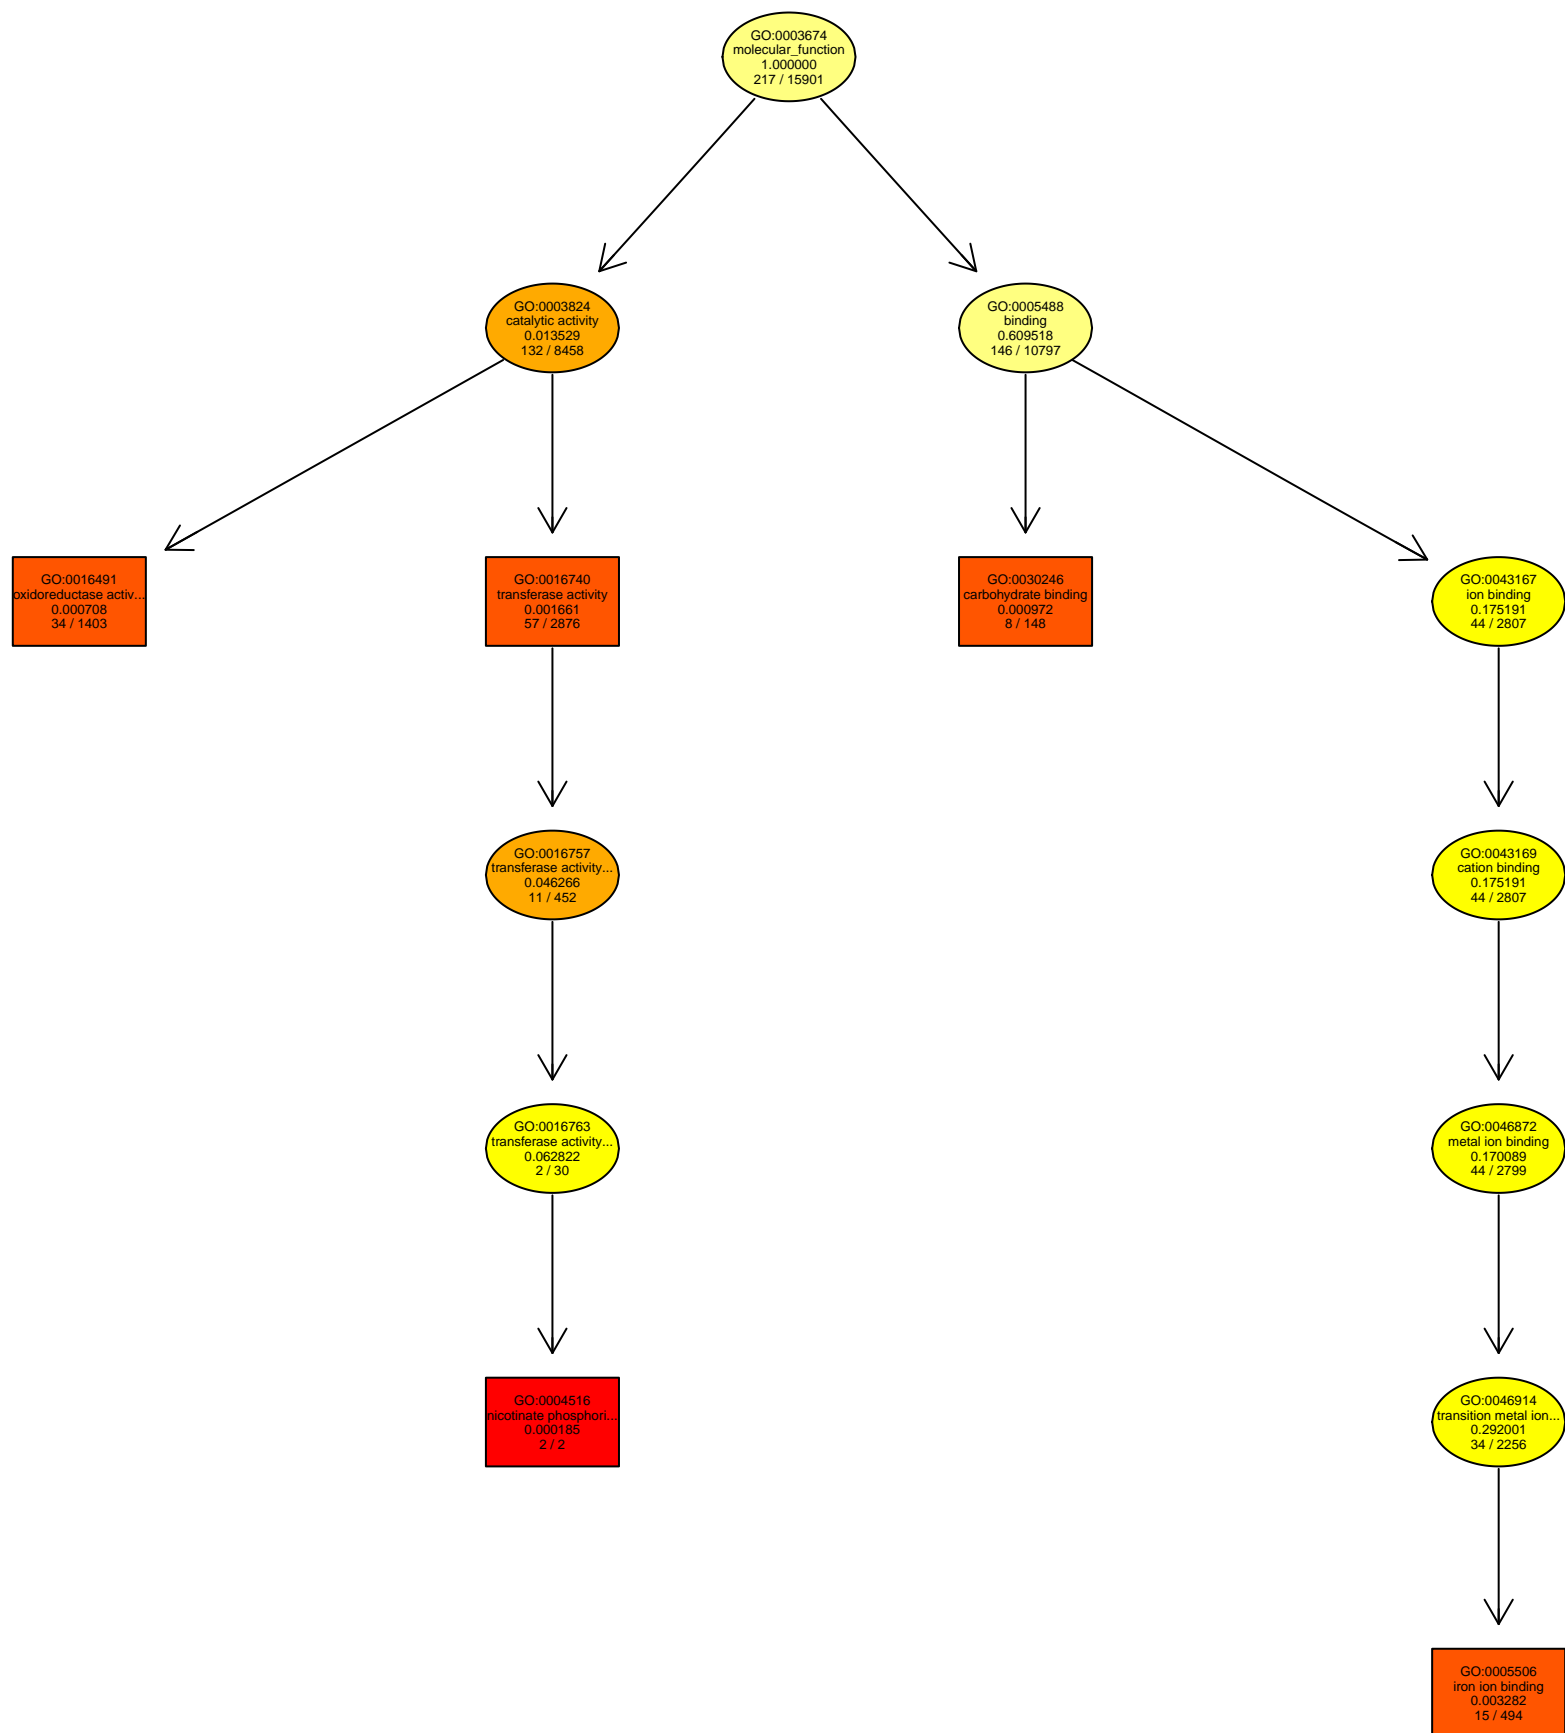 GO:0003674
molecular_function
1.000000
217 / 15901
GO:0003824
catalytic activity
0.013529
132 / 8458
GO:0005488
binding
0.609518
146 / 10797
GO:0016491
oxidoreductase activ...
0.000708
34 / 1403
GO:0016740
transferase activity
0.001661
57 / 2876
GO:0030246
carbohydrate binding
0.000972
8 / 148
GO:0043167
ion binding
0.175191
44 / 2807
GO:0016757
transferase activity...
0.046266
11 / 452
GO:0043169
cation binding
0.175191
44 / 2807
GO:0016763
transferase activity...
0.062822
2 / 30
GO:0046872
metal ion binding
0.170089
44 / 2799
GO:0004516
nicotinate phosphori...
0.000185
2 / 2
GO:0046914
transition metal ion...
0.292001
34 / 2256
GO:0005506
iron ion binding
0.003282
15 / 494